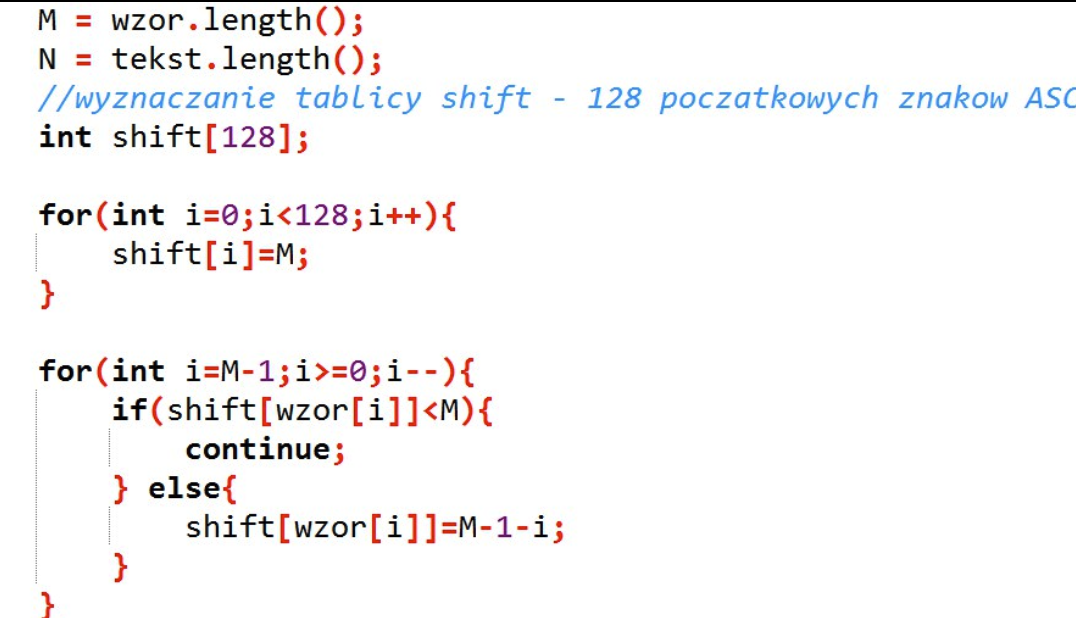 M = wzor.length();
N = tekst.length();
//wyznaczanie tablicy shift - 128 poczatkowych znakow ASC
int shift[128];
for(int i=0;i<128;i++){
shift[i]=M;
}
for(int i=M-1;i>=0;i--){
if(shift[wzor[i]]<M){
continue;
} else{
shift[wzor[i]]=M-1-i;
}
}